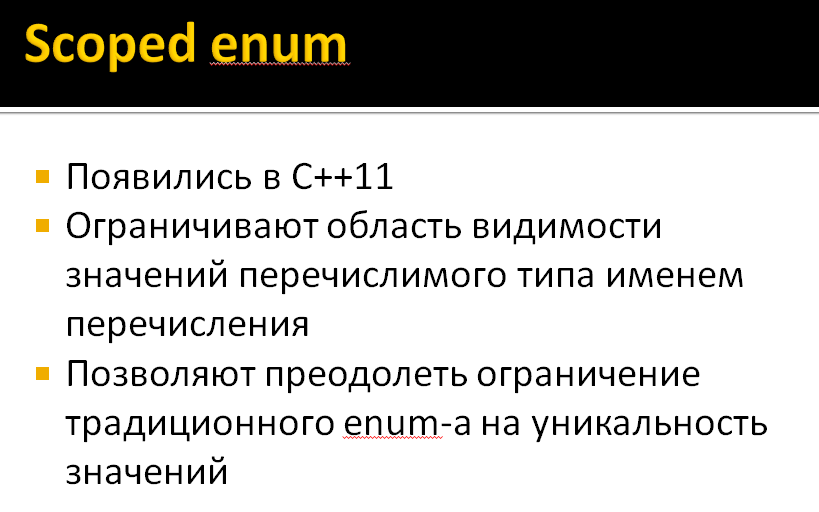 Scoped enum
Появились в C++11
Ограничивают область видимости
значений перечислимого типа именем
перечисления
Позволяют преодолеть ограничение
традиционного enum-а на уникальность
значений